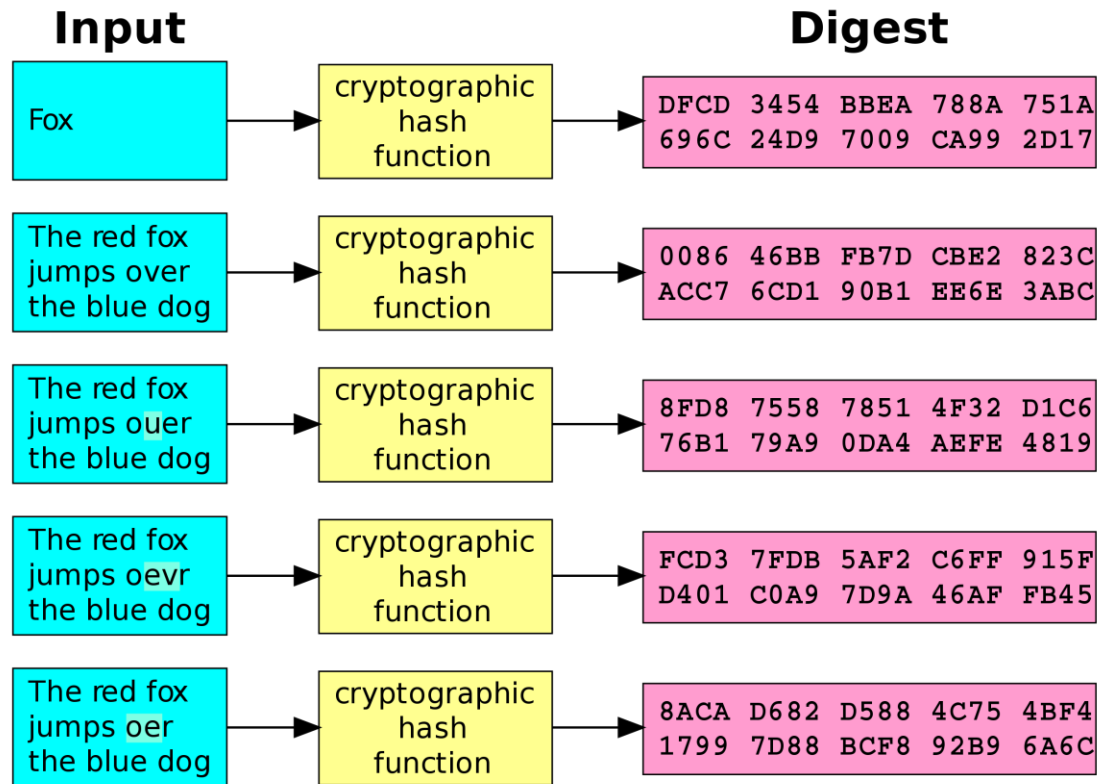 Input
Digest
Fox
cryptographic
hash
function
DFCD 3454 BBEA 788A 751A
696C 24D9 7009 CA99 2D17
The red fox
jumps over
the blue dog
cryptographic
hash
function
0086 46BB FB7D CBE2 823C
ACC7 6CD1 90B1 EE6E 3ABC
The red fox
jumps ouer
the blue dog
cryptographic
hash
function
8FD8 7558 7851 4F32 D1C6
76B1 79A9 0DA4 AEFE 4819
The red fox
jumps oevr
the blue dog
cryptographic
hash
function
FCD3 7FDB 5AF2 C6FF 915F
D401 C0A9 7D9A 46AF FB45
The red fox
jumps oer
the blue dog
cryptographic
hash
function
8ACA D682 D588 4C75 4BF4
1799 7D88 BCF8 92B9 6A6C